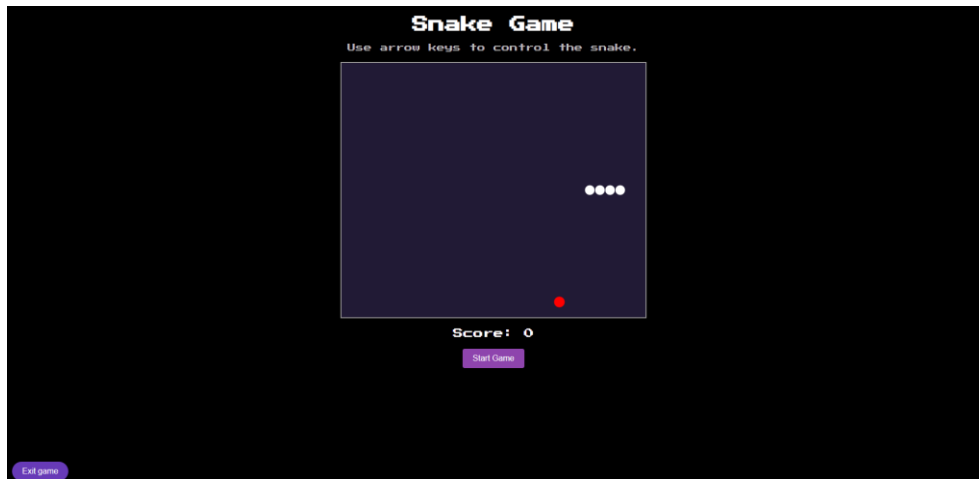 Snake Game
Use arrow keys to control the snake.
Score: 0
Start Game
Exit game